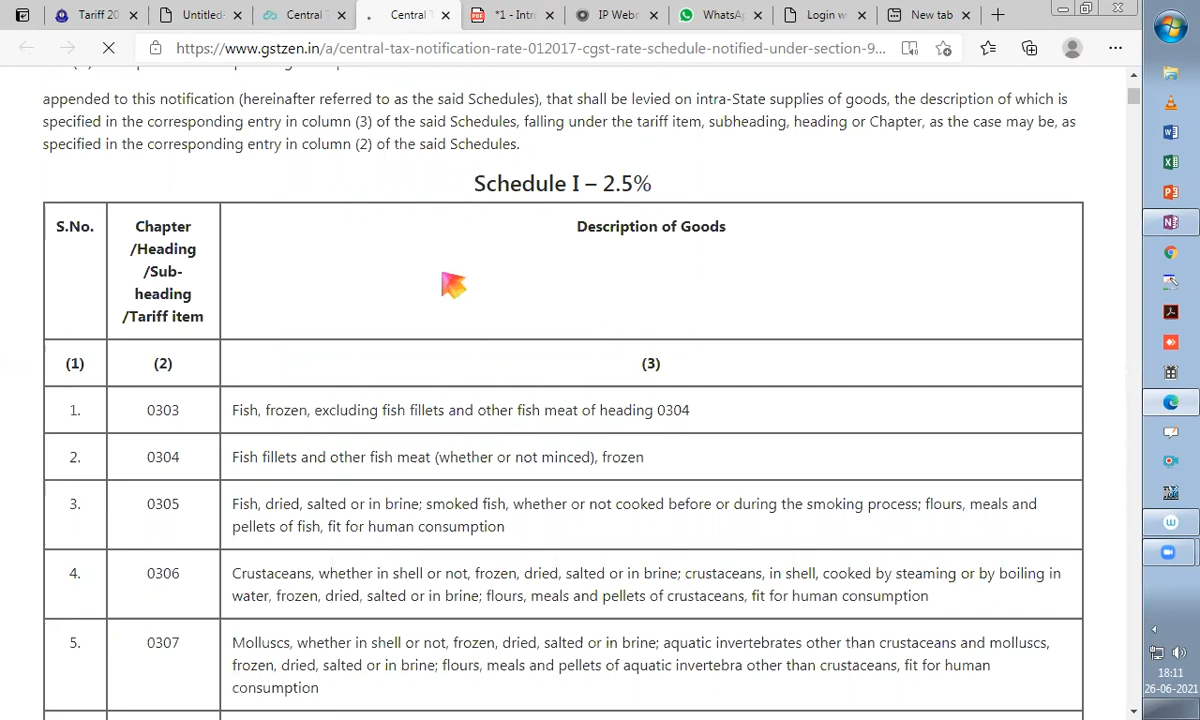 Tariff 20
Untitled
Central T
Central T
*1 - Intro
IP Webc
WhatsAp
Login w
New tab
https://www.gstzen.in/a/central-tax-notification-rate-012017-cgst-rate-schedule-notified-under-section-9...
appended to this notification (hereinafter referred to as the said Schedules), that shall be levied on intra-State supplies of goods, the description of which is
specified in the corresponding entry in column (3) of the said Schedules, falling under the tariff item, subheading, heading or Chapter, as the case may be, as
specified in the corresponding entry in column (2) of the said Schedules.
Schedule I – 2.5%
S.No.
Chapter
/Heading
/Sub-
heading
/Tariff item
Description of Goods
(1)
(2)
(3)
1.
0303
Fish, frozen, excluding fish fillets and other fish meat of heading 0304
2.
0304
Fish fillets and other fish meat (whether or not minced), frozen
3.
0305
Fish, dried, salted or in brine; smoked fish, whether or not cooked before or during the smoking process; flours, meals and
pellets of fish, fit for human consumption
4.
0306
Crustaceans, whether in shell or not, frozen, dried, salted or in brine; crustaceans, in shell, cooked by steaming or by boiling in
water, frozen, dried, salted or in brine; flours, meals and pellets of crustaceans, fit for human consumption
5.
0307
Molluscs, whether in shell or not, frozen, dried, salted or in brine; aquatic invertebrates other than crustaceans and molluscs,
frozen, dried, salted or in brine; flours, meals and pellets of aquatic invertebra other than crustaceans, fit for human
consumption
18:11
26-06-2021